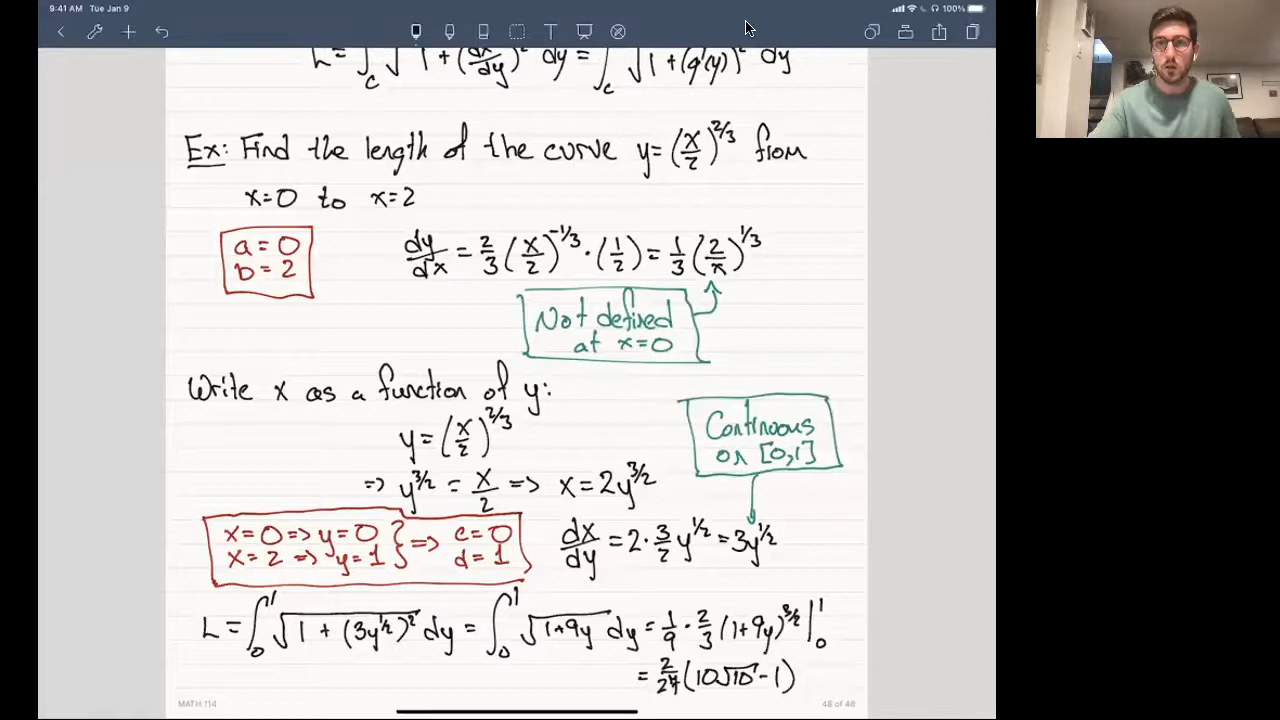 9:41 AM Tue Jan 9
100%
L = ∫_c √(1 + (dx/dy)² dy = ∫_c √(1 + (g'(y))² dy
Ex: Find the length of the curve y = (x/2)^(2/3) from
x=0 to x=2
a = 0
b = 2
dy/dx = 2/3 (x/2)^(-1/3) · (1/2) = 1/3 (2/x)^(1/3)
Not defined
at x=0
Write x as a function of y:
y = (x/2)^(2/3)
Continuous
on [0,1]
=> y^(3/2) = x/2 => x = 2y^(3/2)
x=0 => y=0
x=2 => y=1 } => c=0
d=1
dx/dy = 2 · 3/2 y^(1/2) = 3y^(1/2)
L = ∫_0^1 √(1 + (3y^(1/2))²) dy = ∫_0^1 √(1+9y) dy = 1/9 · 2/3 (1+9y)^(3/2) |_0^1
(10√10 - 1)
MATH 114
48 of 48